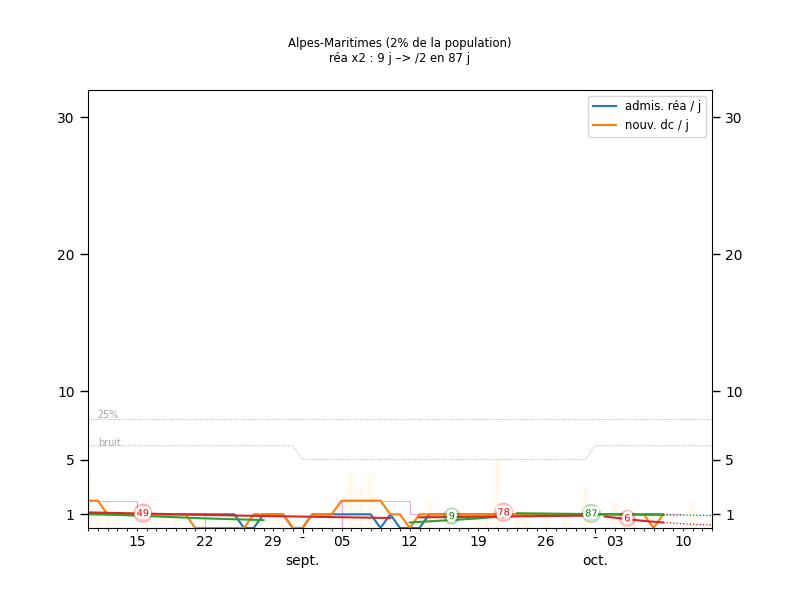 Alpes-Maritimes (2% de la population)
réa x2 : 9 j –> /2 en 87 j
admis. réa / j
nouv. dc / j
30 30
20 20
10 10
25%
bruit
5 5
1 1
49 9 78 87 6
15 22 29 - 05 12 19 26 - 03 10
sept. oct.